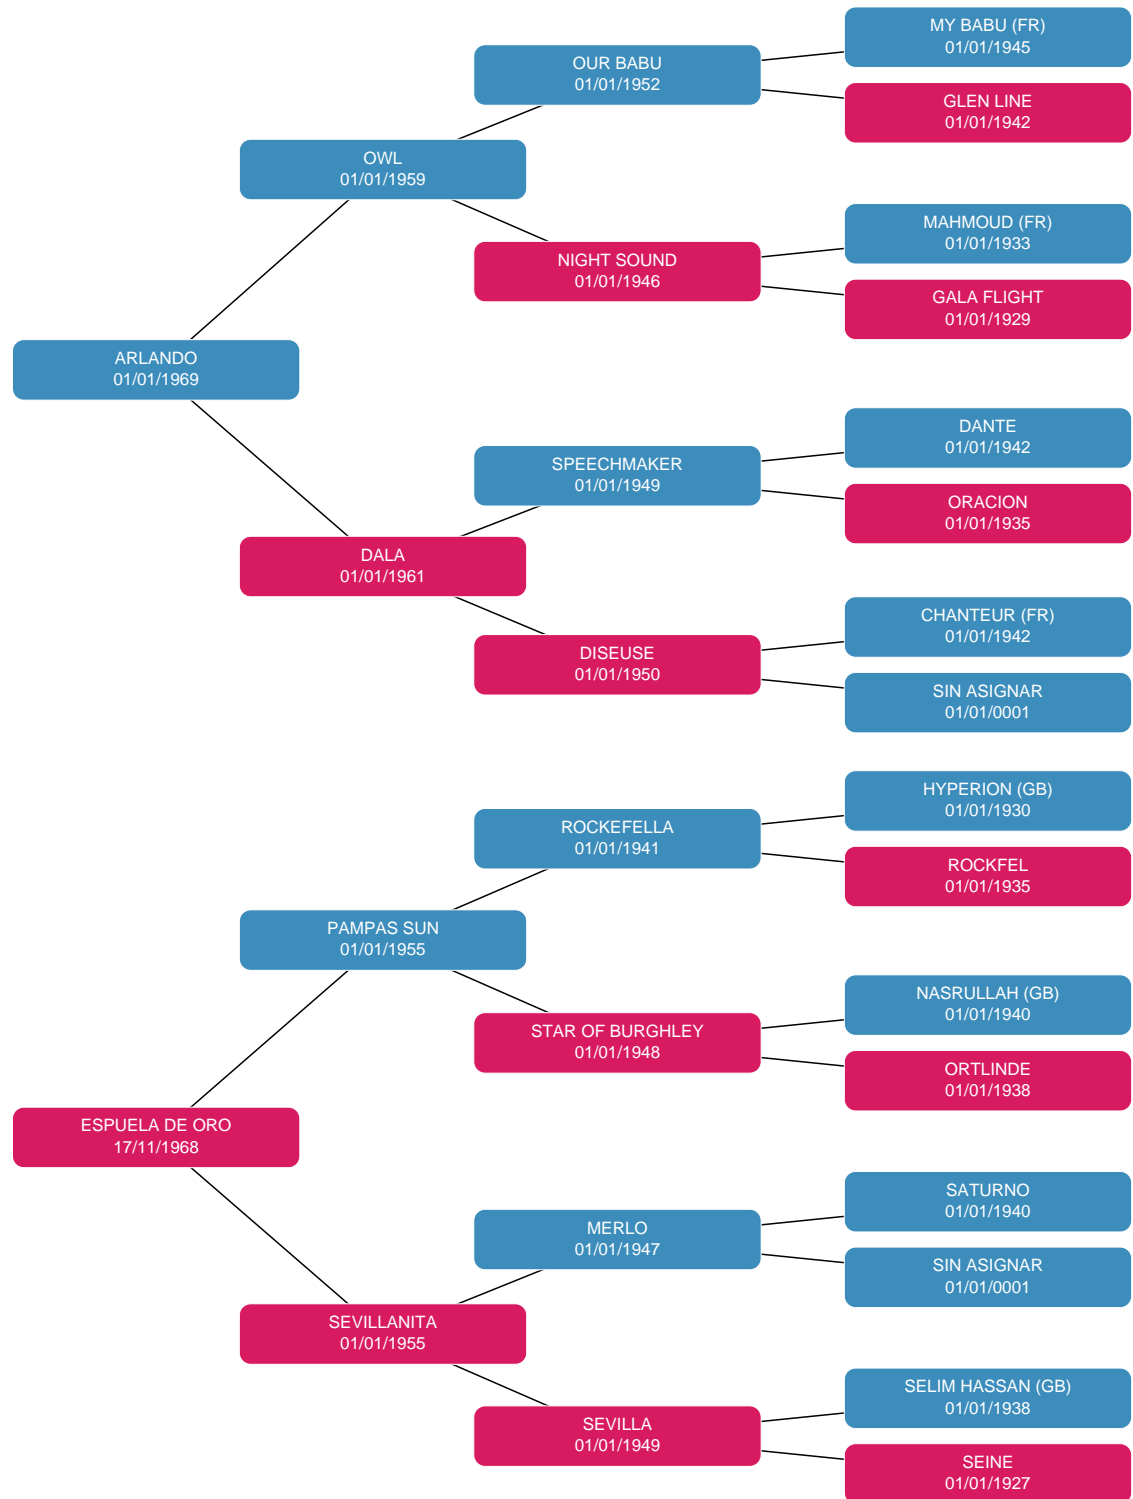 MY BABU (FR)
01/01/1945
OUR BABU
01/01/1952
GLEN LINE
01/01/1942
OWL
01/01/1959
MAHMOUD (FR)
01/01/1933
NIGHT SOUND
01/01/1946
GALA FLIGHT
01/01/1929
ARLANDO
01/01/1969
DANTE
01/01/1942
SPEECHMAKER
01/01/1949
ORACION
01/01/1935
DALA
01/01/1961
CHANTEUR (FR)
01/01/1942
DISEUSE
01/01/1950
SIN ASIGNAR
01/01/0001
HYPERION (GB)
01/01/1930
ROCKEFELLA
01/01/1941
ROCKFEL
01/01/1935
PAMPAS SUN
01/01/1955
NASRULLAH (GB)
01/01/1940
STAR OF BURGHLEY
01/01/1948
ORTLINDE
01/01/1938
ESPUELA DE ORO
17/11/1968
SATURNO
01/01/1940
MERLO
01/01/1947
SIN ASIGNAR
01/01/0001
SEVILLANITA
01/01/1955
SELIM HASSAN (GB)
01/01/1938
SEVILLA
01/01/1949
SEINE
01/01/1927